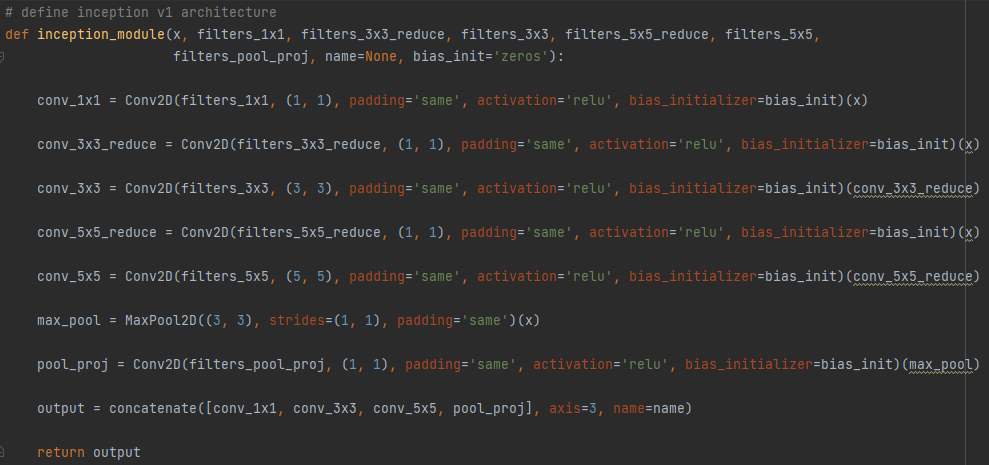 # define inception v1 architecture
def inception_module(x, filters_1x1, filters_3x3_reduce, filters_3x3, filters_5x5_reduce, filters_5x5,
filters_pool_proj, name=None, bias_init='zeros'):
conv_1x1 = Conv2D(filters_1x1, (1, 1), padding='same', activation='relu', bias_initializer=bias_init)(x)
conv_3x3_reduce = Conv2D(filters_3x3_reduce, (1, 1), padding='same', activation='relu', bias_initializer=bias_init)(x)
conv_3x3 = Conv2D(filters_3x3, (3, 3), padding='same', activation='relu', bias_initializer=bias_init)(conv_3x3_reduce)
conv_5x5_reduce = Conv2D(filters_5x5_reduce, (1, 1), padding='same', activation='relu', bias_initializer=bias_init)(x)
conv_5x5 = Conv2D(filters_5x5, (5, 5), padding='same', activation='relu', bias_initializer=bias_init)(conv_5x5_reduce)
max_pool = MaxPool2D((3, 3), strides=(1, 1), padding='same')(x)
pool_proj = Conv2D(filters_pool_proj, (1, 1), padding='same', activation='relu', bias_initializer=bias_init)(max_pool)
output = concatenate([conv_1x1, conv_3x3, conv_5x5, pool_proj], axis=3, name=name)
return output